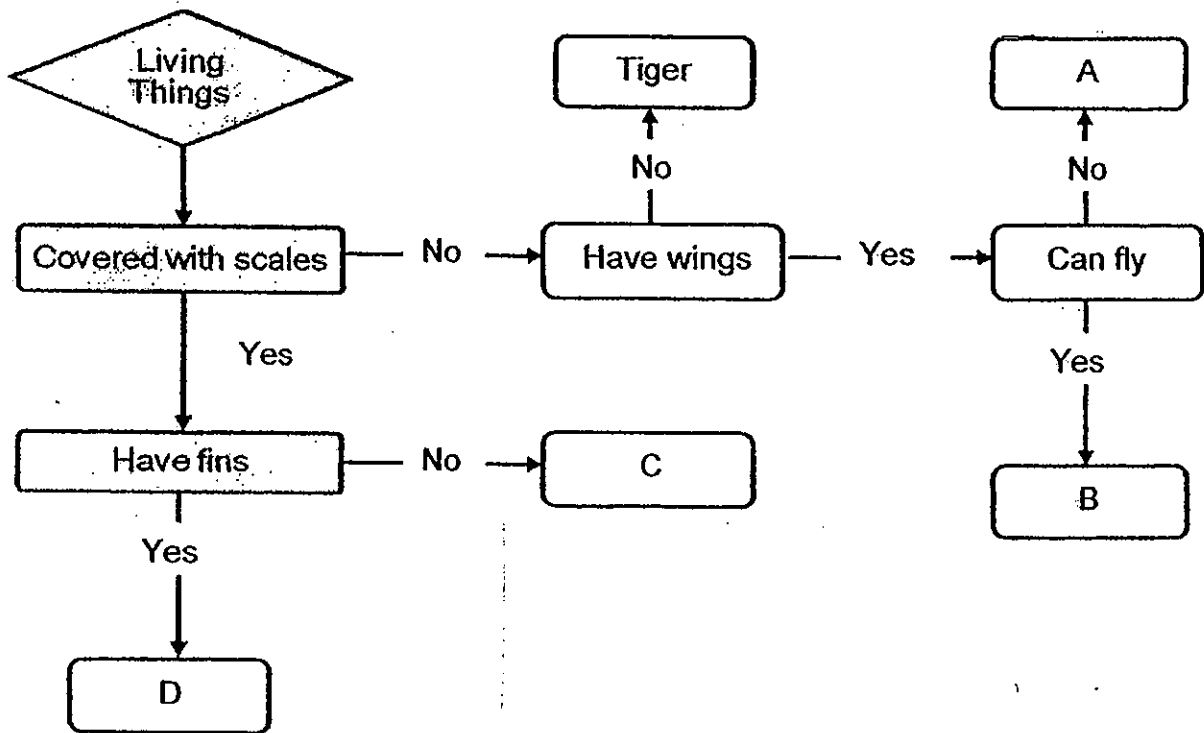 Living
Things
Tiger
A
No
No
Covered with scales
No
Have wings
Yes
Can fly
Yes
Yes
Have fins
No
C
B
Yes
D